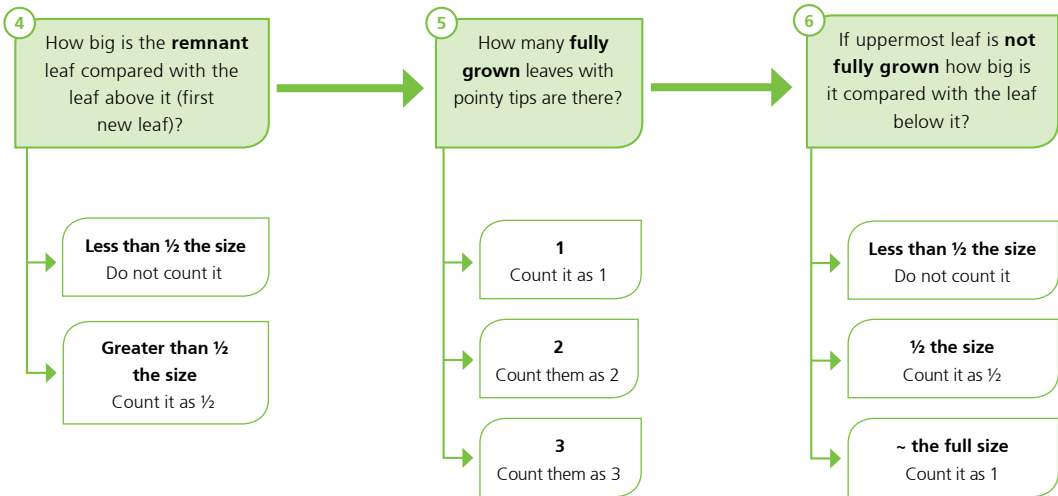 4
How big is the remnant
leaf compared with the
leaf above it (first
new leaf)?
Less than ½ the size
Do not count it
Greater than ½
the size
Count it as ½
5
How many fully
grown leaves with
pointy tips are there?
1
Count it as 1
2
Count them as 2
3
Count them as 3
6
If uppermost leaf is not
fully grown how big is
it compared with the leaf
below it?
Less than ½ the size
Do not count it
½ the size
Count it as ½
~ the full size
Count it as 1